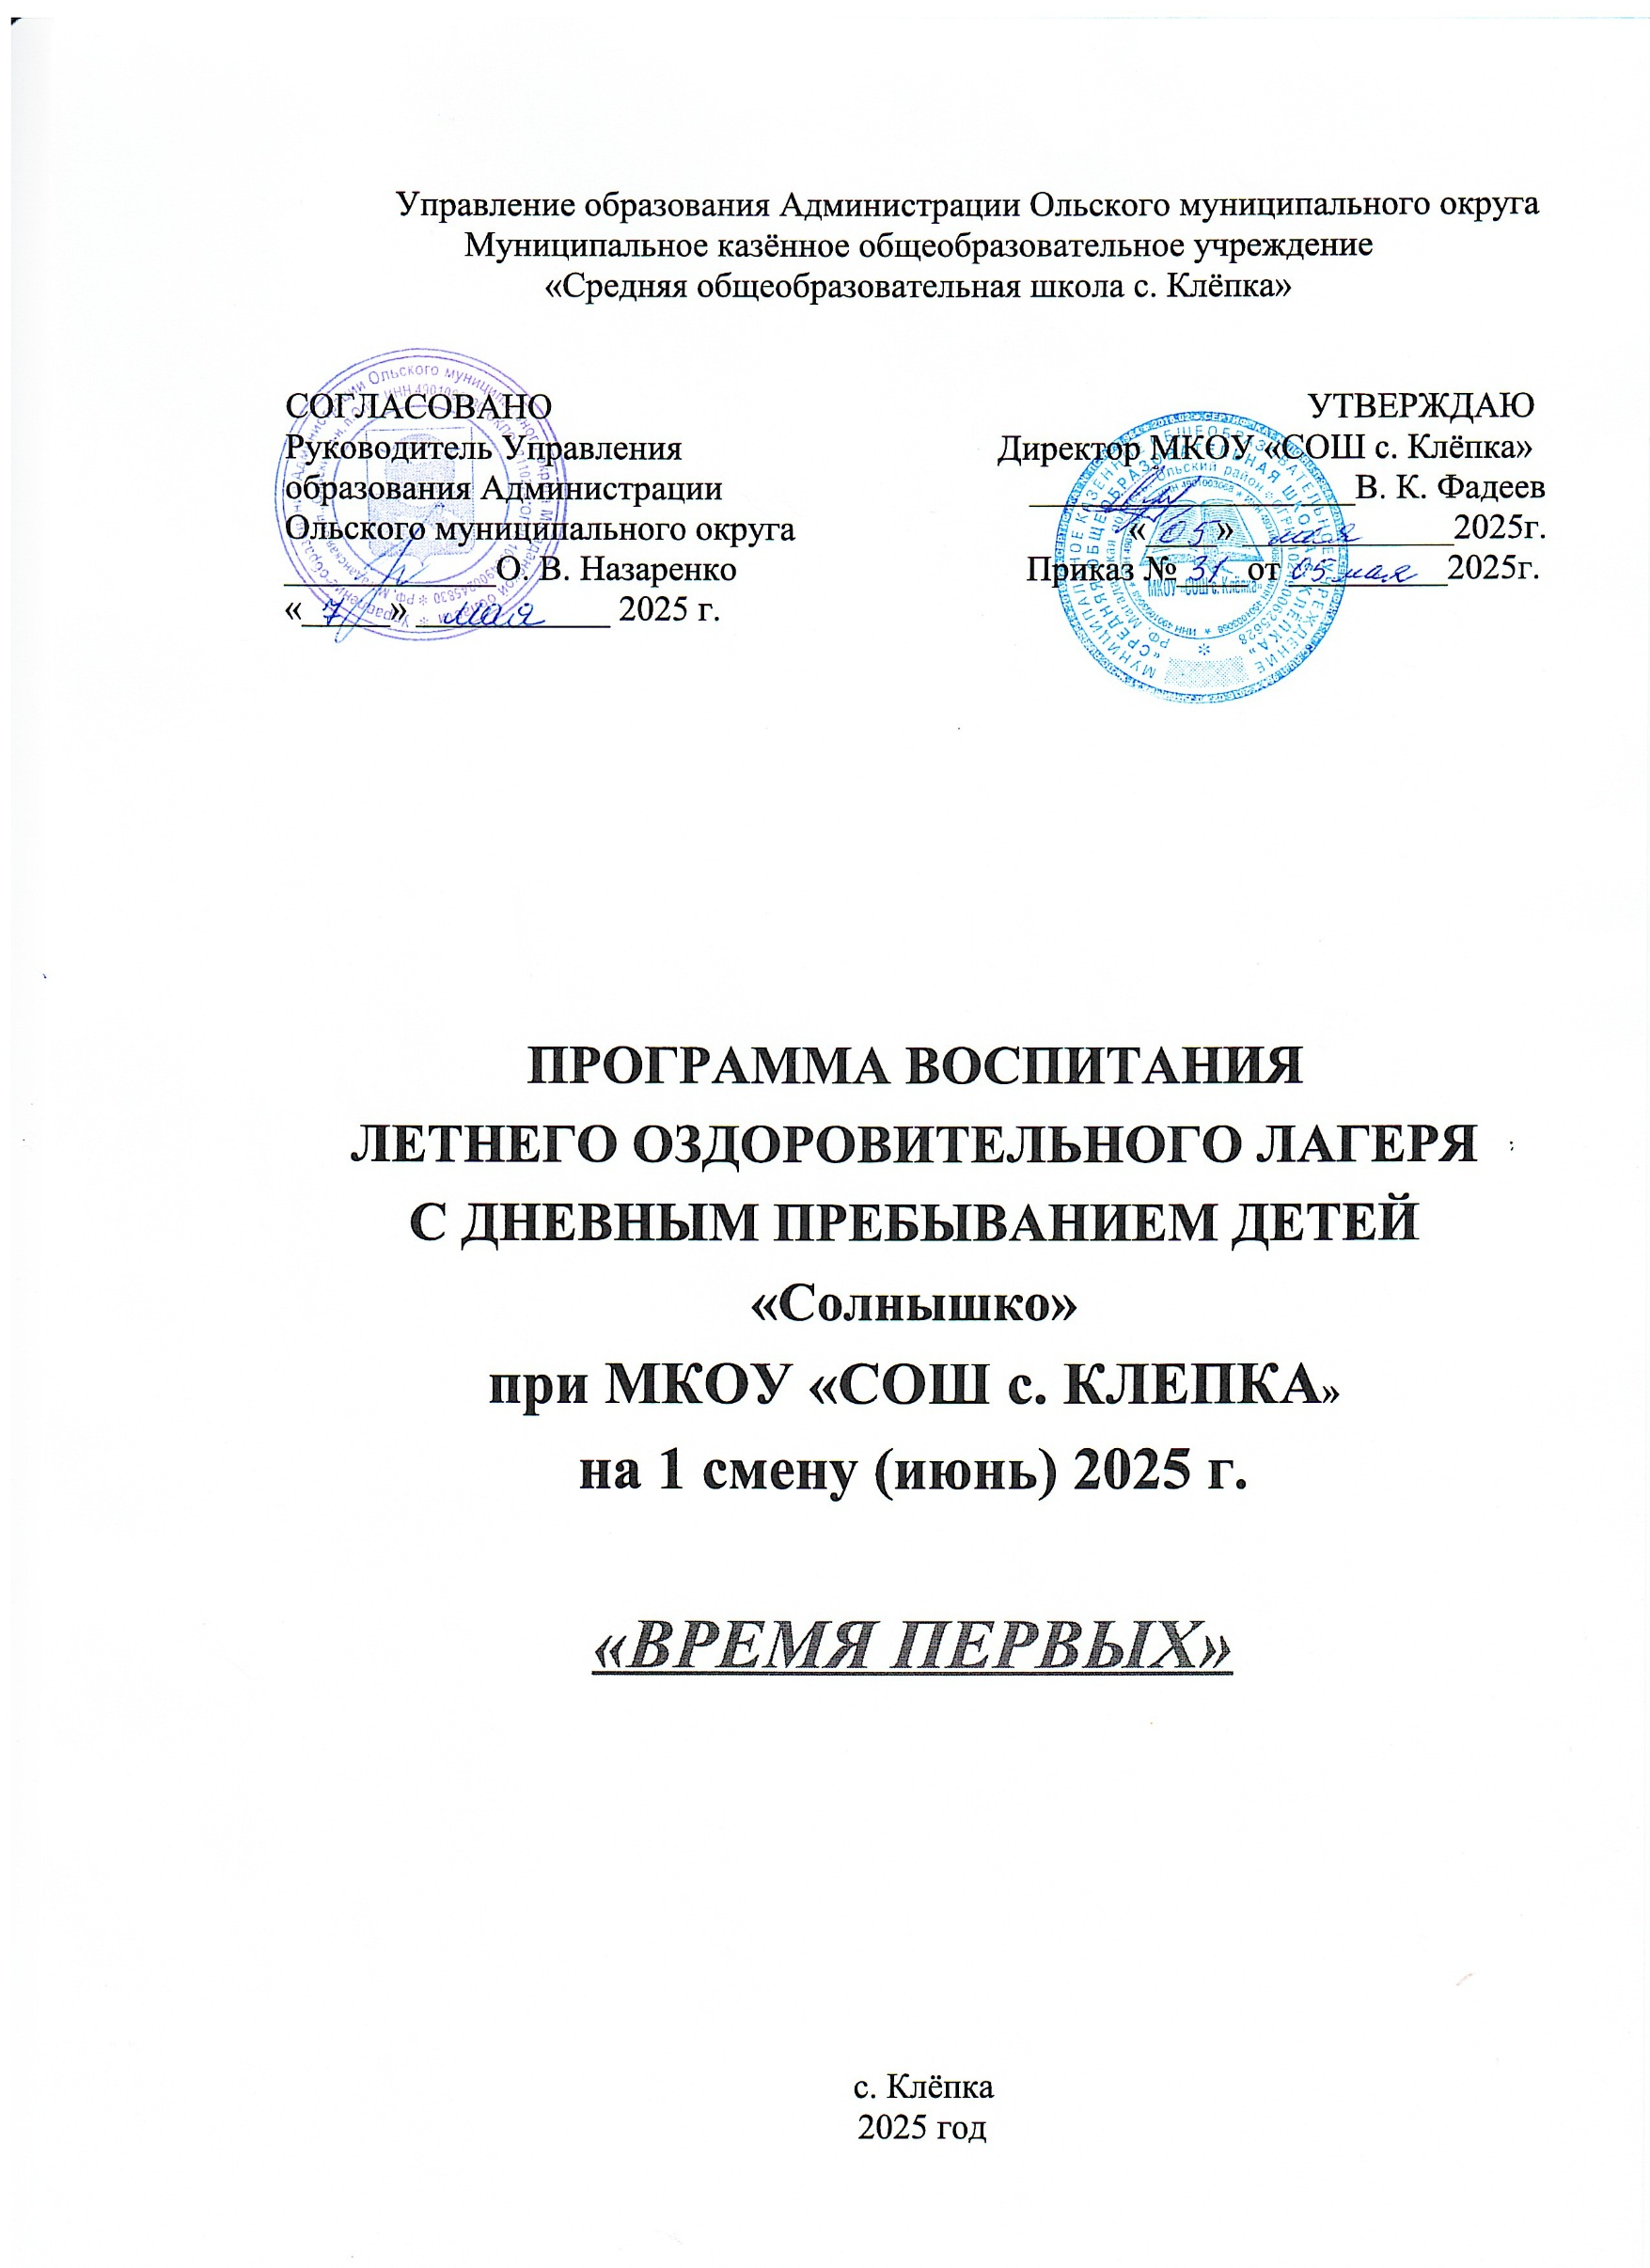 Управление образования Администрации Ольского муниципального округа
Муниципальное казённое общеобразовательное учреждение
«Средняя общеобразовательная школа с. Клёпка»
СОГЛАСОВАНО
Руководитель Управления
образования Администрации
Ольского муниципального округа
О. В. Назаренко
«7» мая 2025 г.
УТВЕРЖДАЮ
Директор МКОУ «СОШ с. Клёпка»
В. К. Фадеев
«05» мая 2025г.
Приказ № 31 от 05 мая 2025г.
МКОУ «СОШ с. Клёпка»
ПРОГРАММА ВОСПИТАНИЯ
ЛЕТНЕГО ОЗДОРОВИТЕЛЬНОГО ЛАГЕРЯ
С ДНЕВНЫМ ПРЕБЫВАНИЕМ ДЕТЕЙ
«Солнышко»
при МКОУ «СОШ с. КЛЕПКА»
на 1 смену (июнь) 2025 г.
«ВРЕМЯ ПЕРВЫХ»
с. Клёпка
2025 год